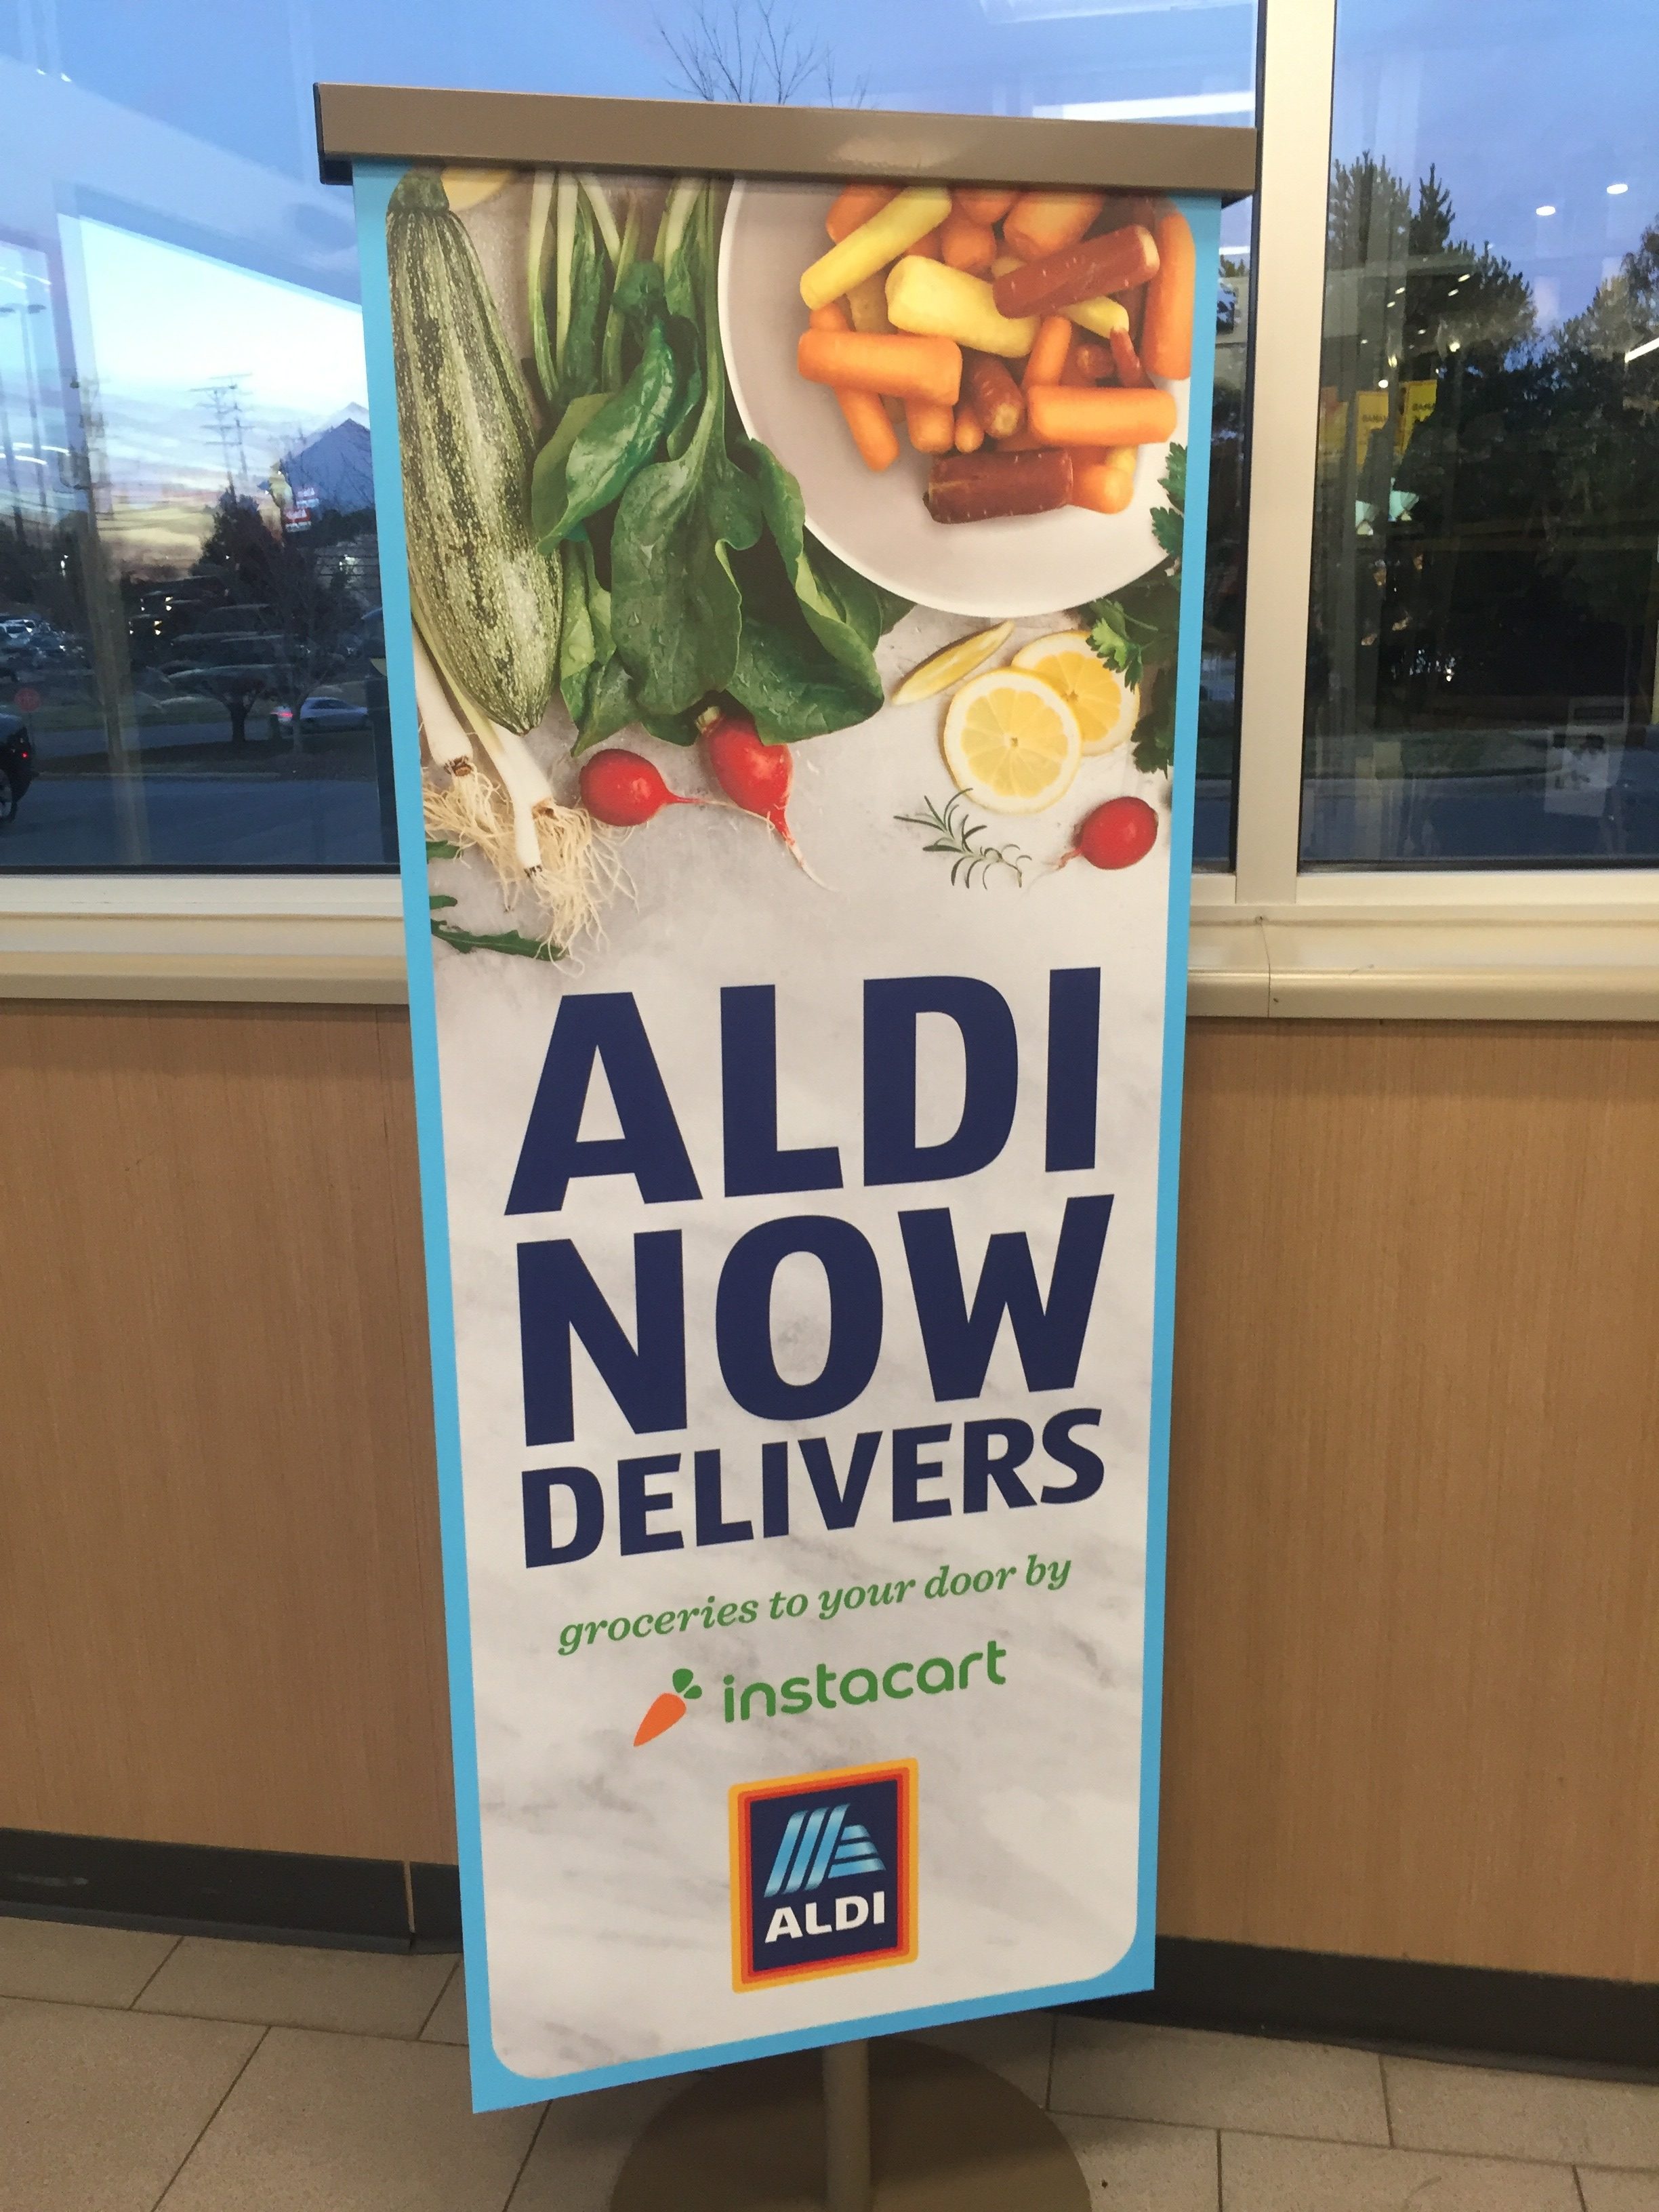 ALDI
NOW
DELIVERS
groceries to your door by
instacart
ALDI